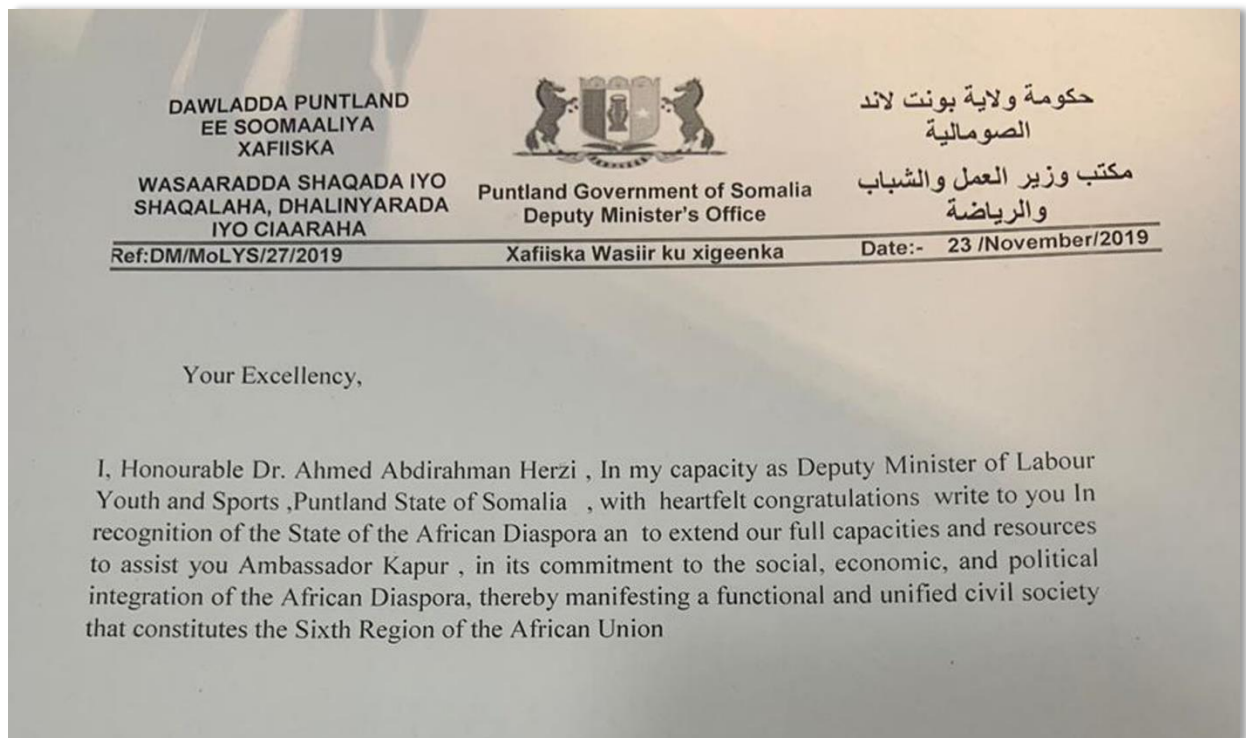 DAWLADDA PUNTLAND
EE SOOMAALIYA
XAFIISKA
WASAARADDA SHAQADA IYO
SHAQALAHA, DHALINYARADA
IYO CIAARAHA
Puntland Government of Somalia
Deputy Minister's Office
حكومة ولاية بونت لاند
الصومالية
مكتب وزير العمل والشباب
والرياضة
Ref:DM/MoLYS/27/2019
Xafiiska Wasiir ku xigeenka
Date:- 23 /November/2019
Your Excellency,
I, Honourable Dr. Ahmed Abdirahman Herzi , In my capacity as Deputy Minister of Labour
Youth and Sports ,Puntland State of Somalia , with heartfelt congratulations write to you In
recognition of the State of the African Diaspora an to extend our full capacities and resources
to assist you Ambassador Kapur , in its commitment to the social, economic, and political
integration of the African Diaspora, thereby manifesting a functional and unified civil society
that constitutes the Sixth Region of the African Union